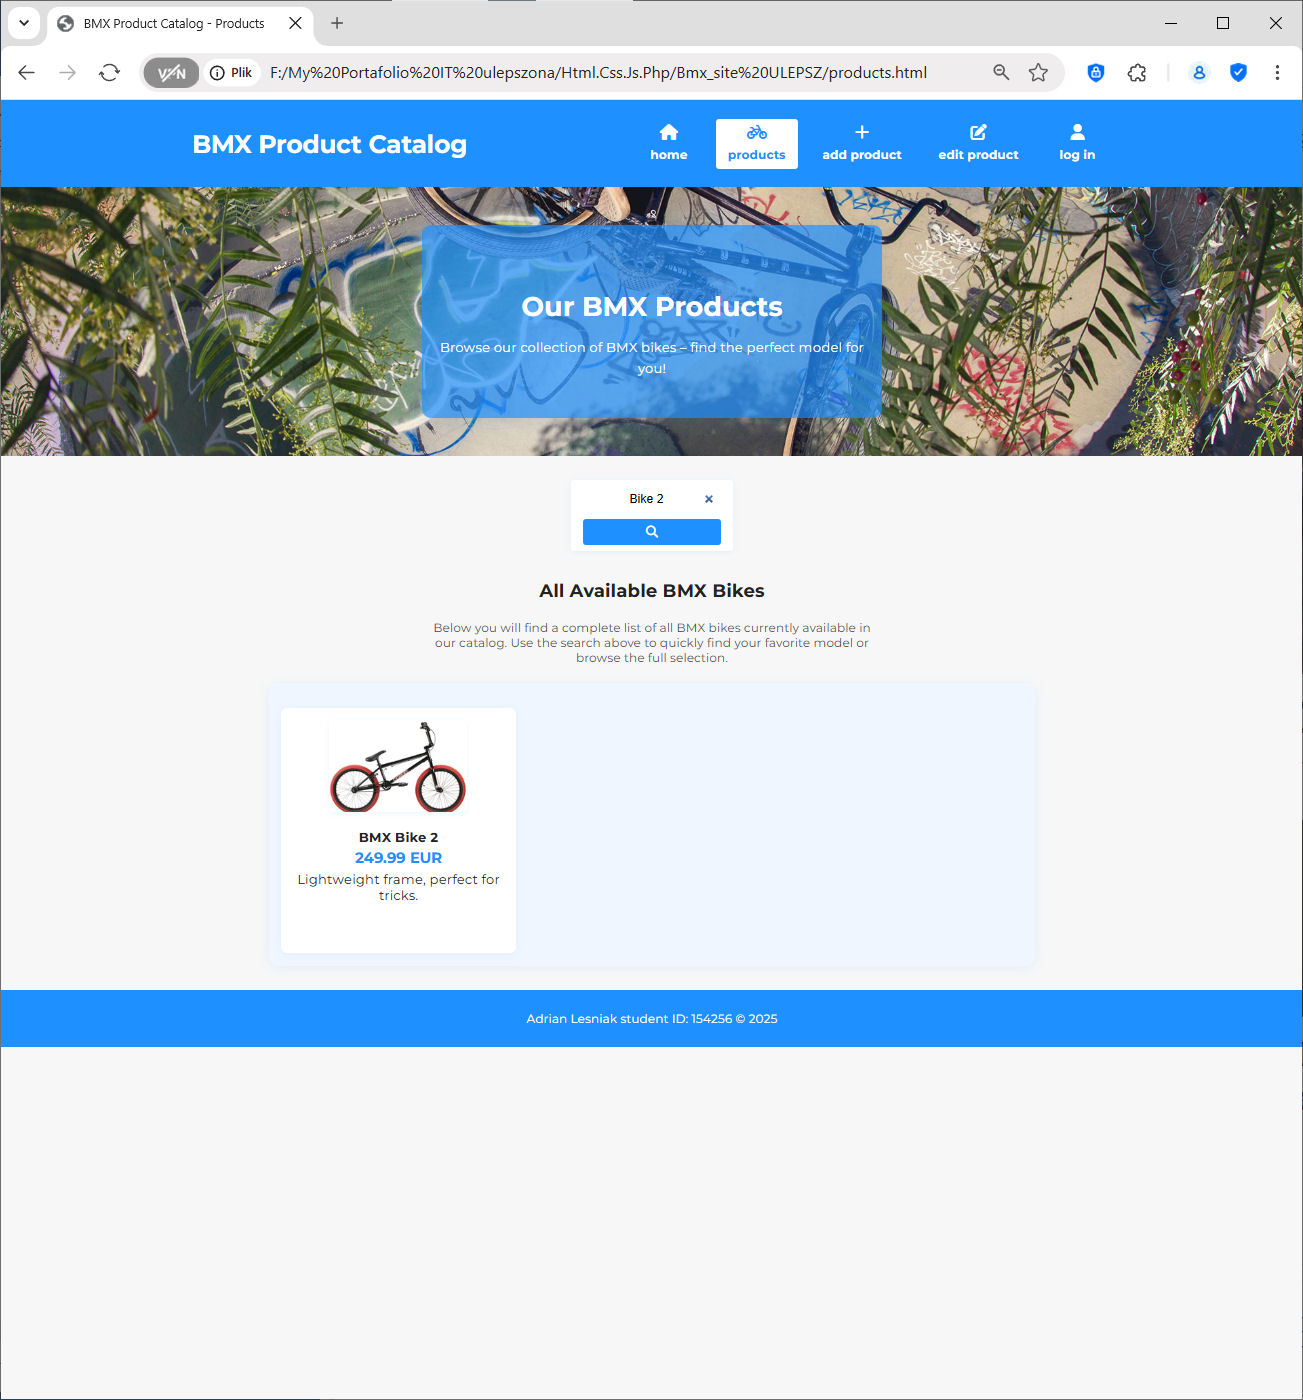 BMX Product Catalog - Products
VPN
Plik
F:/My%20Portafolio%20IT%20ulepszona/Html.Css.Js.Php/Bmx_site%20ULEPSZ/products.html
BMX Product Catalog
home
products
add product
edit product
log in
Our BMX Products
Browse our collection of BMX bikes – find the perfect model for
you!
Bike 2
All Available BMX Bikes
Below you will find a complete list of all BMX bikes currently available in
our catalog. Use the search above to quickly find your favorite model or
browse the full selection.
BMX Bike 2
249.99 EUR
Lightweight frame, perfect for
tricks.
Adrian Lesniak student ID: 154256 © 2025